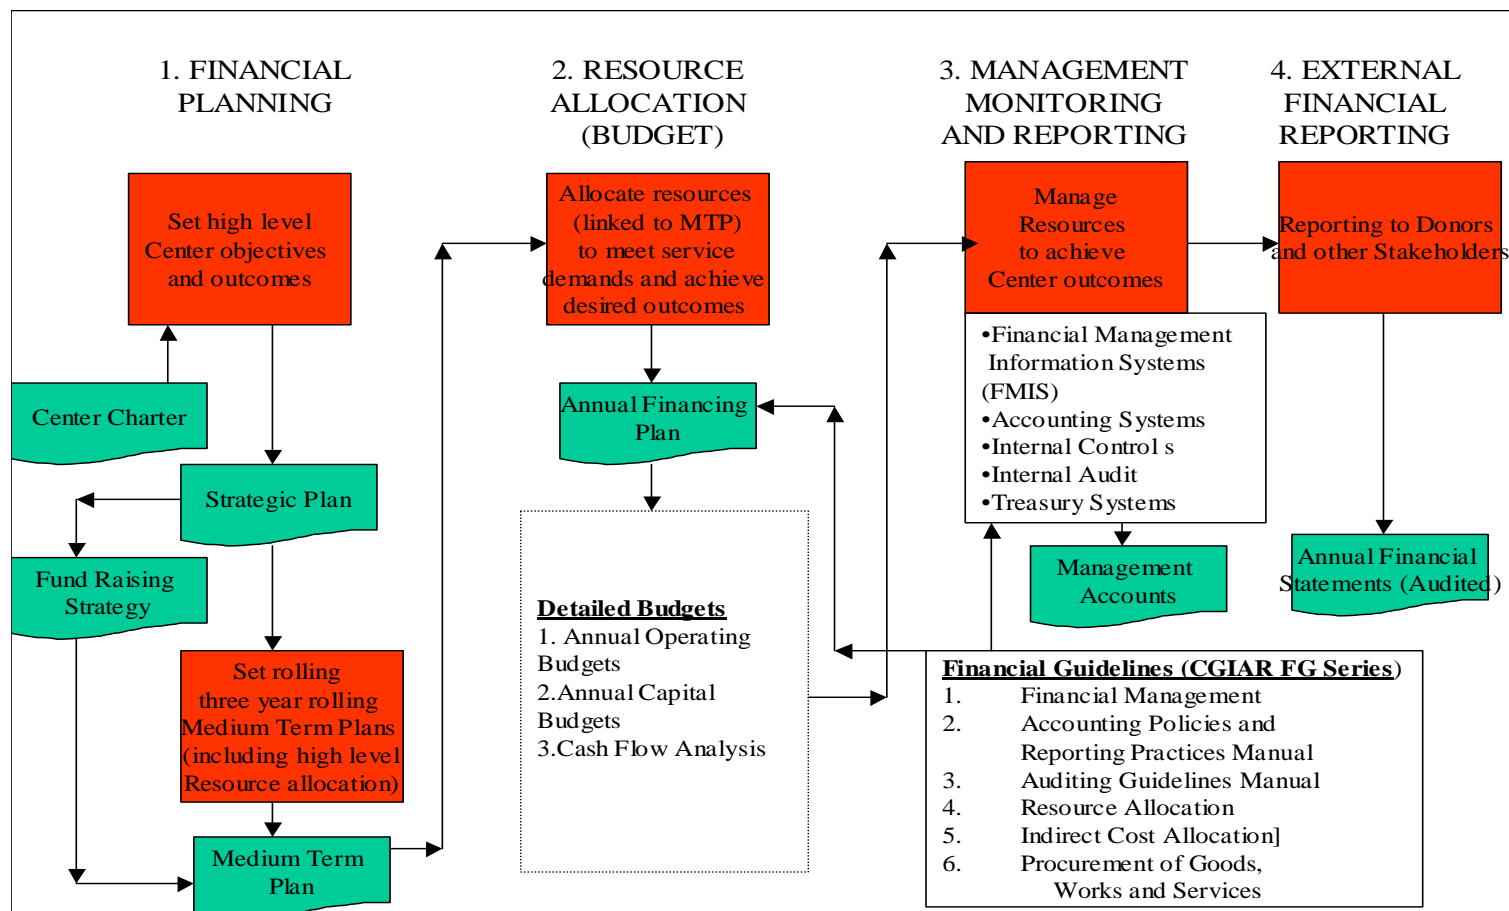 1. FINANCIAL
PLANNING
2. RESOURCE
ALLOCATION
(BUDGET)
3. MANAGEMENT
MONITORING
AND REPORTING
4. EXTERNAL
FINANCIAL
REPORTING
Set high level
Center objectives
and outcomes
Center Charter
Strategic Plan
Fund Raising
Strategy
Set rolling
three year rolling
Medium Term Plans
(including high level
Resource allocation)
Medium Term
Plan
Allocate resources
(linked to MTP)
to meet service
demands and achieve
desired outcomes
Annual Financing
Plan
Detailed Budgets
1. Annual Operating
Budgets
2.Annual Capital
Budgets
3.Cash Flow Analysis
Manage
Resources
to achieve
Center outcomes
•Financial Management
Information Systems
(FMIS)
•Accounting Systems
•Internal Control s
•Internal Audit
•Treasury Systems
Management
Accounts
Reporting to Donors
and other Stakeholders
Annual Financial
Statements (Audited)
Financial Guidelines (CGIAR FG Series)
1. Financial Management
2. Accounting Policies and
Reporting Practices Manual
3. Auditing Guidelines Manual
4. Resource Allocation
5. Indirect Cost Allocation]
6. Procurement of Goods,
Works and Services